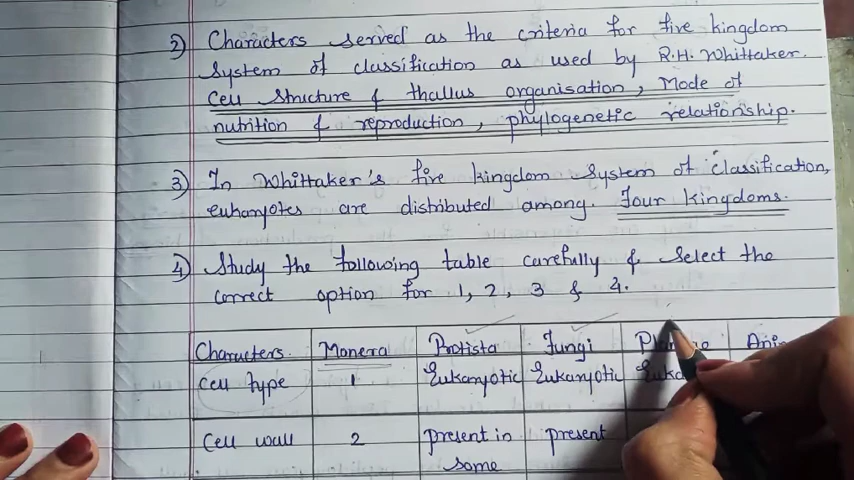 2) Characters served as the criteria for five kingdom
system of classification as used by R.H. Whittaker.
Cell structure & thallus organisation, Mode of
nutrition & reproduction, phylogenetic relationship.
3) In Whittaker's five kingdom system of classification,
eukaryotes are distributed among. Four kingdoms.
4) Study the following table carefully & select the
correct option for 1, 2, 3 & 4.
Characters. Monera Protista Fungi
Cell type 1 Eukaryotic Eukaryotic
Cell wall 2 present in present
some